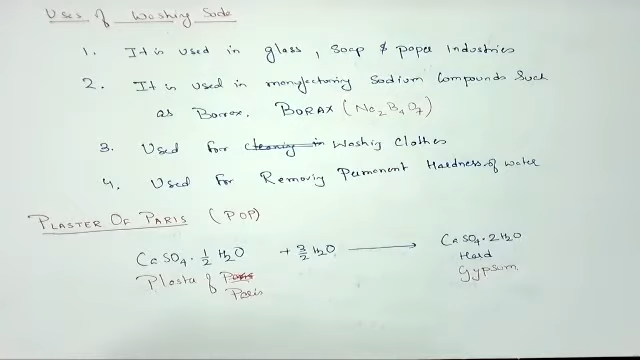 Uses of Washing Soda
1. It is used in glass, Soap & paper Industries
2. It is used in manufacturing Sodium Compounds Such
as Borax. BORAX (Na2B4O7)
3. Used For cleaning in Washing Clothes
4. Used For Removing Permanent Hardness of water
PLASTER OF PARIS (POP)
CaSO4 · 1/2 H2O + 3/2 H2O ⟶ CaSO4 · 2H2O
Hard
Plaster of Paris Gypsum
Paris